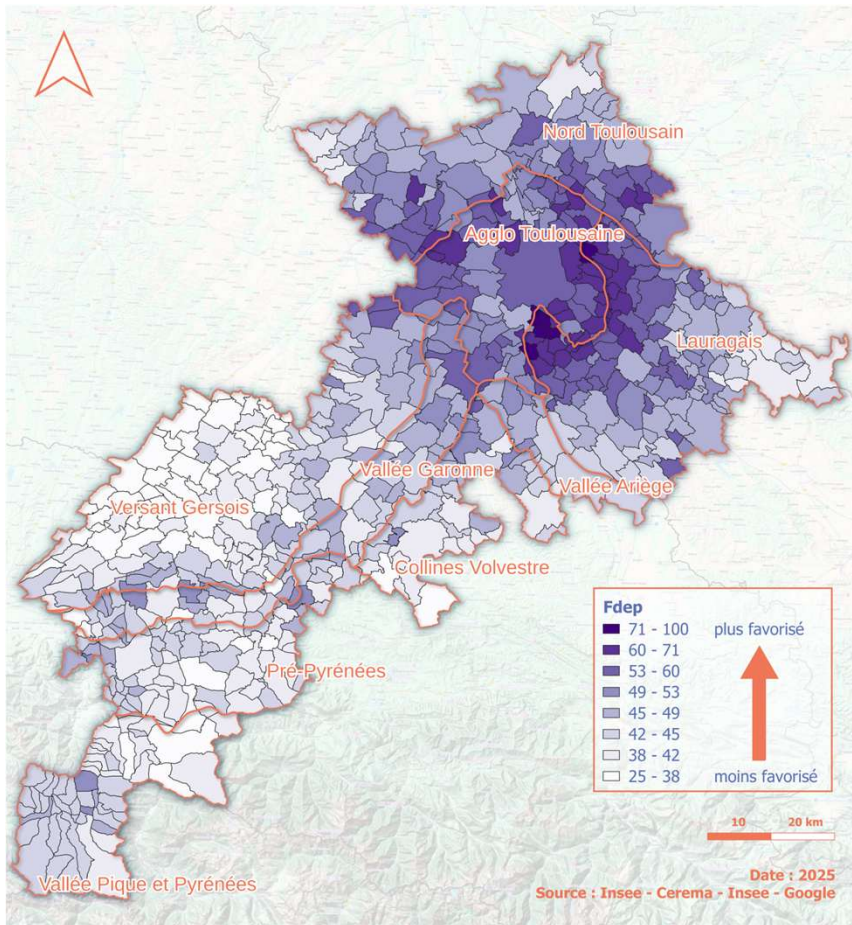 Nord Toulousain
Agglo Toulousaine
Lauragais
Vallée Garonne
Vallée Ariège
Versant Gersois
Collines Volvestre
Pré-Pyrénées
Vallée Pique et Pyrénées
Fdep
71 - 100 plus favorisé
60 - 71
53 - 60
49 - 53
45 - 49
42 - 45
38 - 42
25 - 38 moins favorisé
10 20 km
Date : 2025
Source : Insee - Cerema - Insee - Google